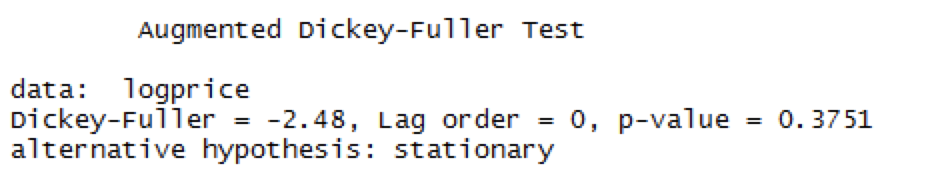 Augmented Dickey-Fuller Test
data:  logprice
Dickey-Fuller = -2.48, Lag order = 0, p-value = 0.3751
alternative hypothesis: stationary